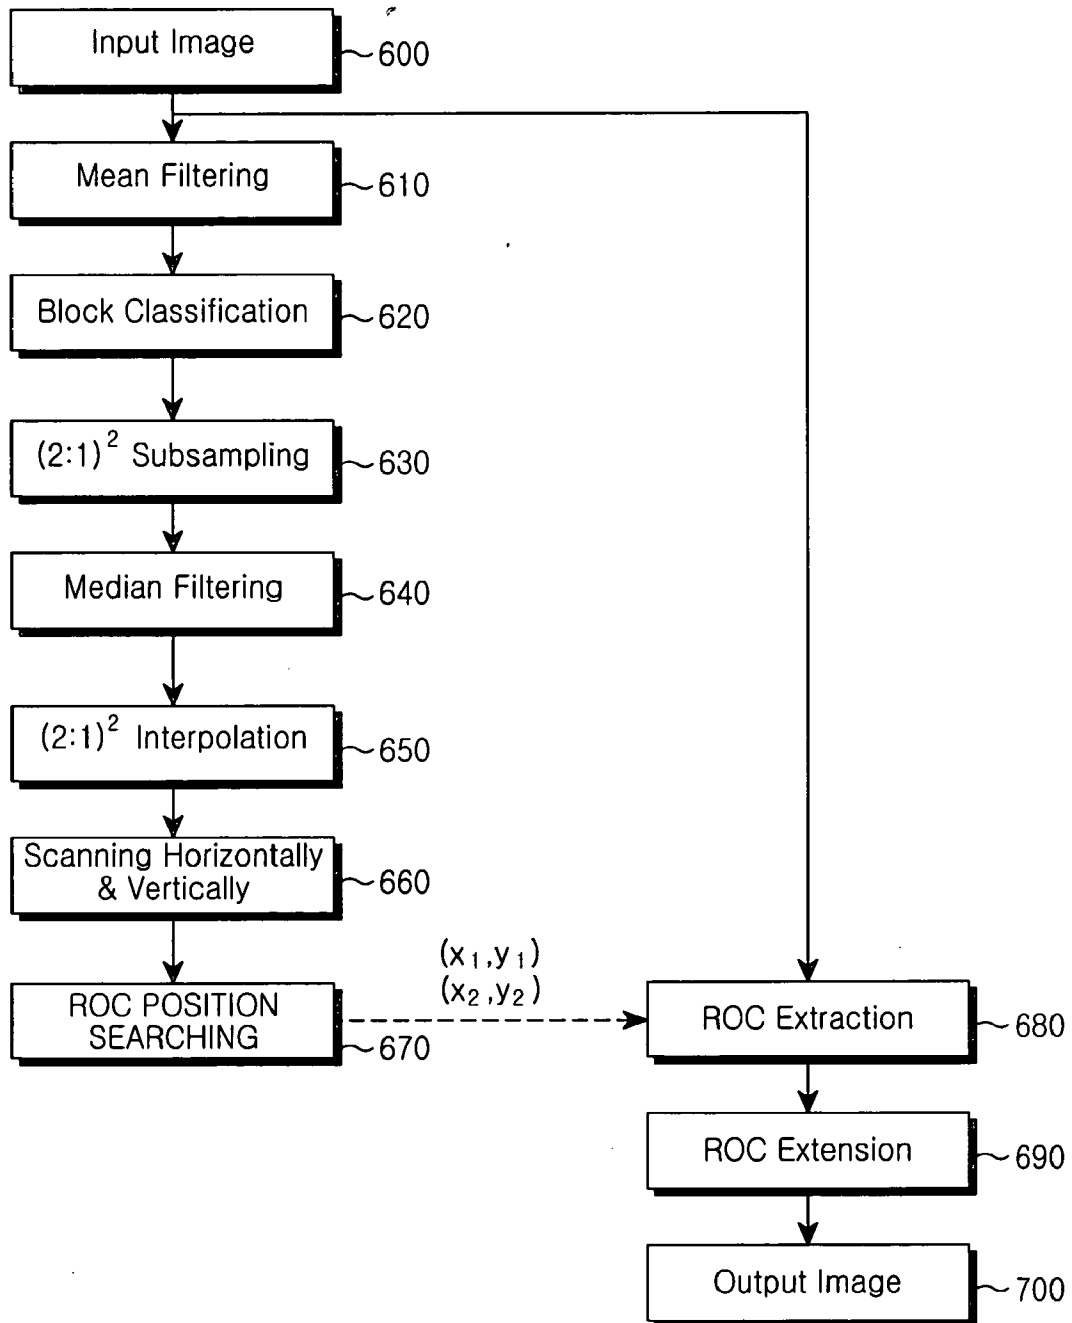 Input Image
600
Mean Filtering
610
Block Classification
620
(2:1)² Subsampling
630
Median Filtering
640
(2:1)² Interpolation
650
Scanning Horizontally
& Vertically
660
ROC POSITION
SEARCHING
670
(x₁,y₁)
(x₂,y₂)
ROC Extraction
680
ROC Extension
690
Output Image
700